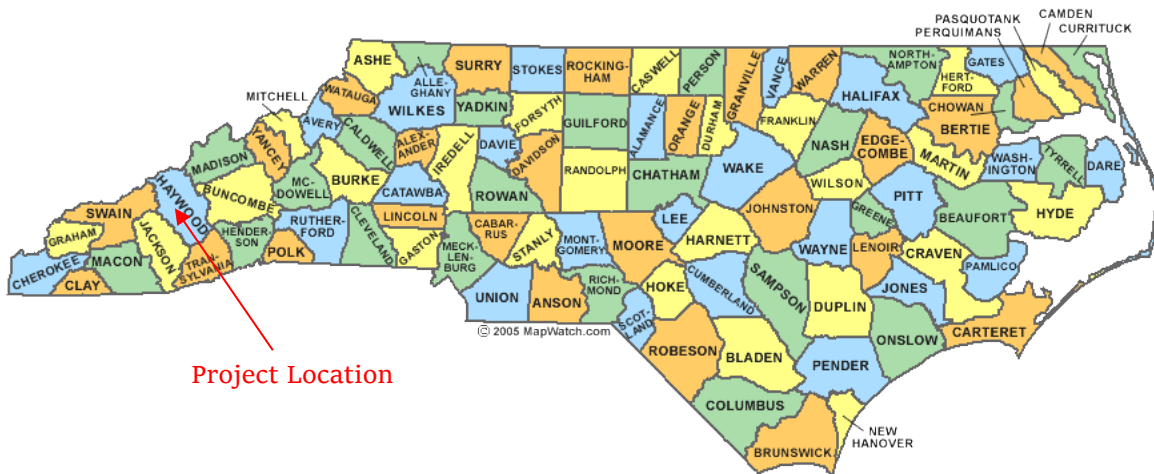 PASQUOTANK
PERQUIMANS
CAMDEN
CURRITUCK
ASHE
ALLE-
GHANY
SURRY
STOKES
ROCKING-
HAM
CASWELL
PERSON
GRANVILLE
VANCE
WARREN
NORTH-
AMPTON
HERT-
FORD
GATES
MITCHELL
WATAUGA
WILKES
YADKIN
FORSYTH
GUILFORD
ALAMANCE
ORANGE
DURHAM
FRANKLIN
HALIFAX
CHOWAN
BERTIE
AVERY
YANCEY
CALDWELL
ALEX-
ANDER
IREDELL
DAVIE
DAVIDSON
RANDOLPH
CHATHAM
WAKE
NASH
EDGE-
COMBE
MARTIN
WASH-
INGTON
TYRRELL
DARE
MADISON
HAYWOOD
BUNCOMBE
MC-
DOWELL
BURKE
CATAWBA
ROWAN
WILSON
PITT
BEAUFORT
HYDE
SWAIN
JACKSON
HENDER-
SON
RUTHER-
FORD
CLEVELAND
LINCOLN
GASTON
MECK-
LEN-
BURG
CABAR-
RUS
STANLY
MONT-
GOMERY
MOORE
LEE
HARNETT
JOHNSTON
WAYNE
GREENE
LENOIR
CRAVEN
PAMLICO
GRAHAM
CHEROKEE
CLAY
MACON
TRAN-
SYLVANIA
POLK
UNION
ANSON
RICH-
MOND
SCOT-
LAND
HOKE
CUMBERLAND
SAMPSON
DUPLIN
JONES
CARTERET
ONSLOW
© 2005 MapWatch.com
ROBESON
BLADEN
PENDER
COLUMBUS
BRUNSWICK
NEW
HANOVER
Project Location